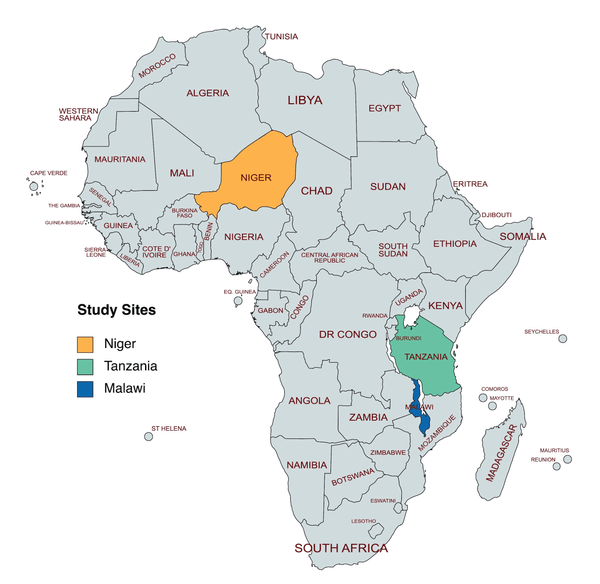 TUNISIA
MOROCCO
ALGERIA
LIBYA
EGYPT
WESTERN
SAHARA
MAURITANIA
MALI
NIGER
CHAD
SUDAN
ERITREA
CAPE VERDE
SENEGAL
THE GAMBIA
GUINEA-BISSAU
GUINEA
SIERRA
LEONE
LIBERIA
COTE D'
IVOIRE
BURKINA
FASO
GHANA
TOGO
BENIN
NIGERIA
CAMEROON
CENTRAL AFRICAN
REPUBLIC
SOUTH
SUDAN
ETHIOPIA
DJIBOUTI
SOMALIA
EQ. GUINEA
GABON
CONGO
DR CONGO
UGANDA
KENYA
RWANDA
BURUNDI
TANZANIA
SEYCHELLES
Study Sites
Niger
Tanzania
Malawi
COMOROS
MAYOTTE
ANGOLA
ZAMBIA
MALAWI
MOZAMBIQUE
ST HELENA
MADAGASCAR
MAURITIUS
REUNION
NAMIBIA
ZIMBABWE
BOTSWANA
ESWATINI
LESOTHO
SOUTH AFRICA